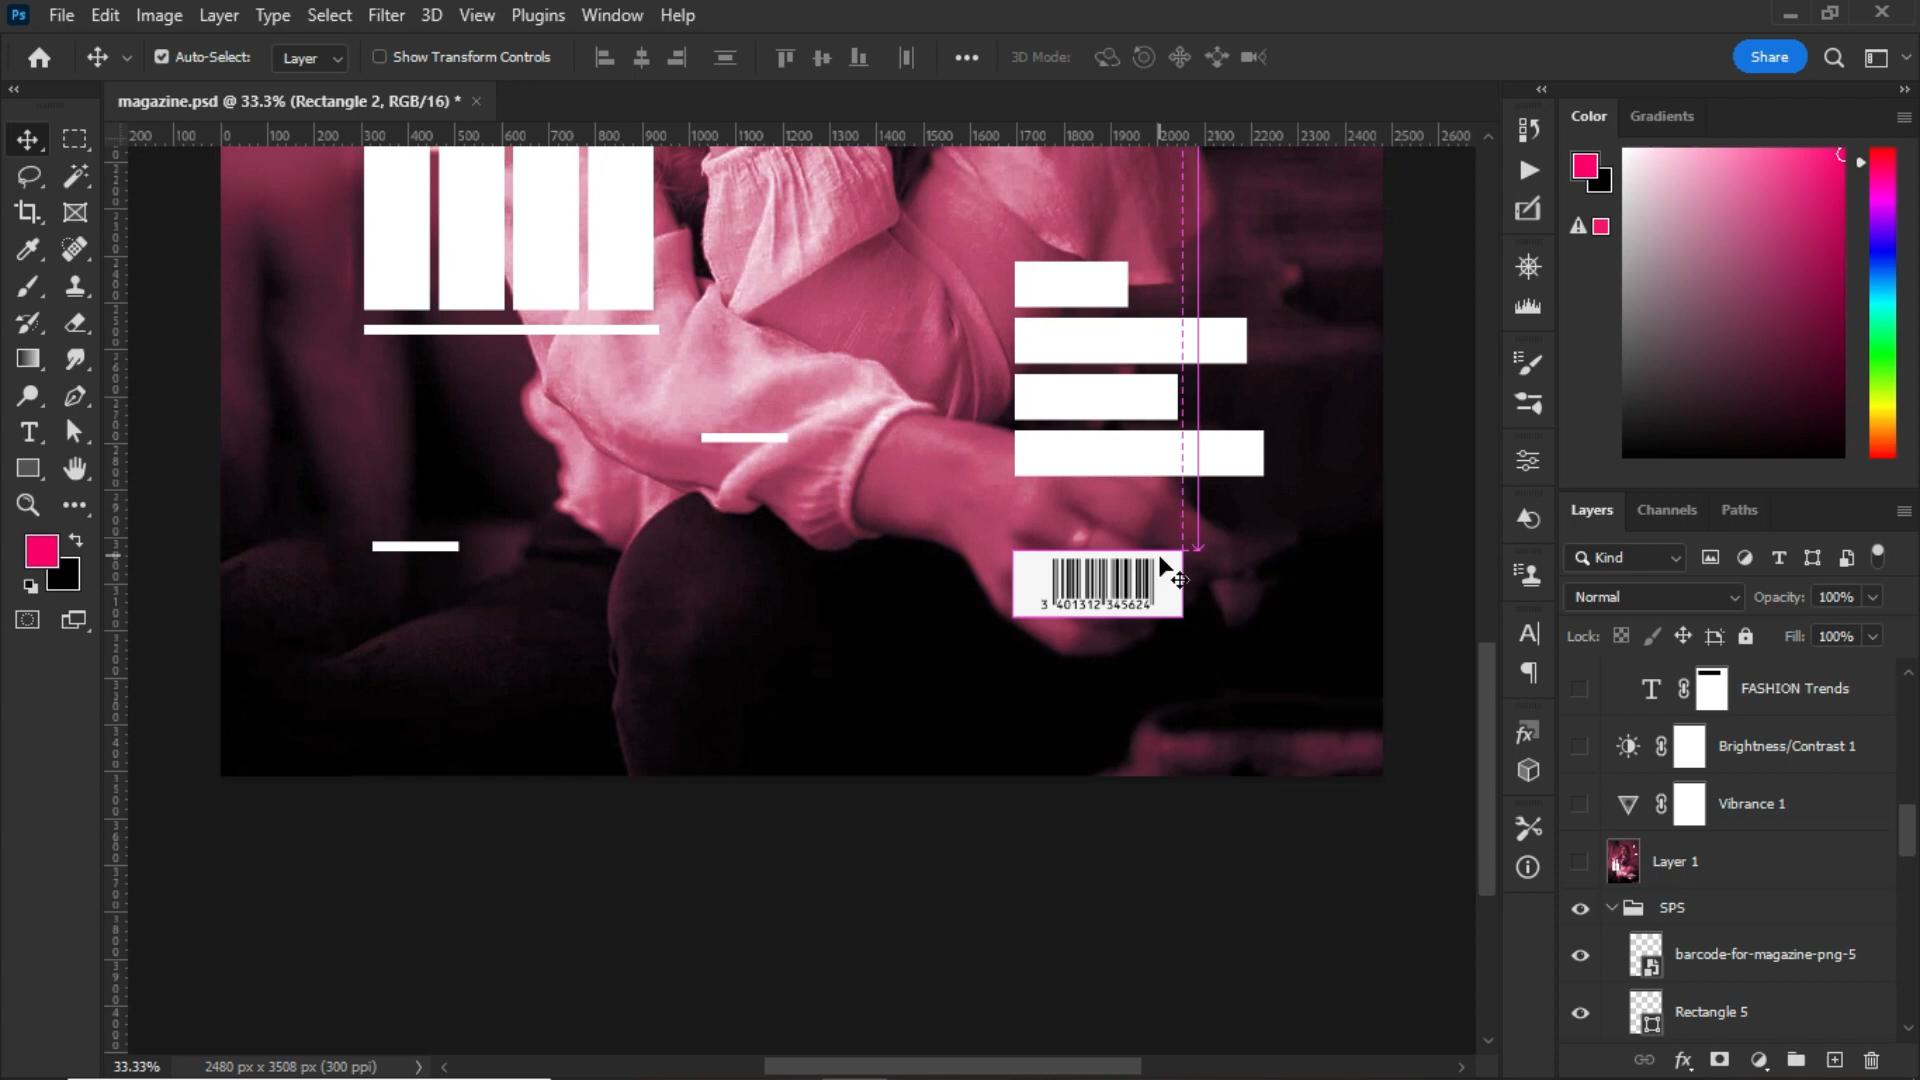 Ps File Edit Image Layer Type Select Filter 3D View Plugins Window Help
Auto-Select: Layer Show Transform Controls 3D Mode: Share
magazine.psd @ 33.3% (Rectangle 2, RGB/16) *
200 100 0 100 200 300 400 500 600 700 800 900 1000 1100 1200 1300 1400 1500 1600 1700 1800 1900 2000 2100 2200 2300 2400 2500 2600
Color Gradients
3 401312 345624
Layers Channels Paths
Kind
Normal Opacity: 100%
Lock: Fill: 100%
FASHION Trends
Brightness/Contrast 1
Vibrance 1
Layer 1
SPS
barcode-for-magazine-png-5
Rectangle 5
33.33% 2480 px x 3508 px (300 ppi)